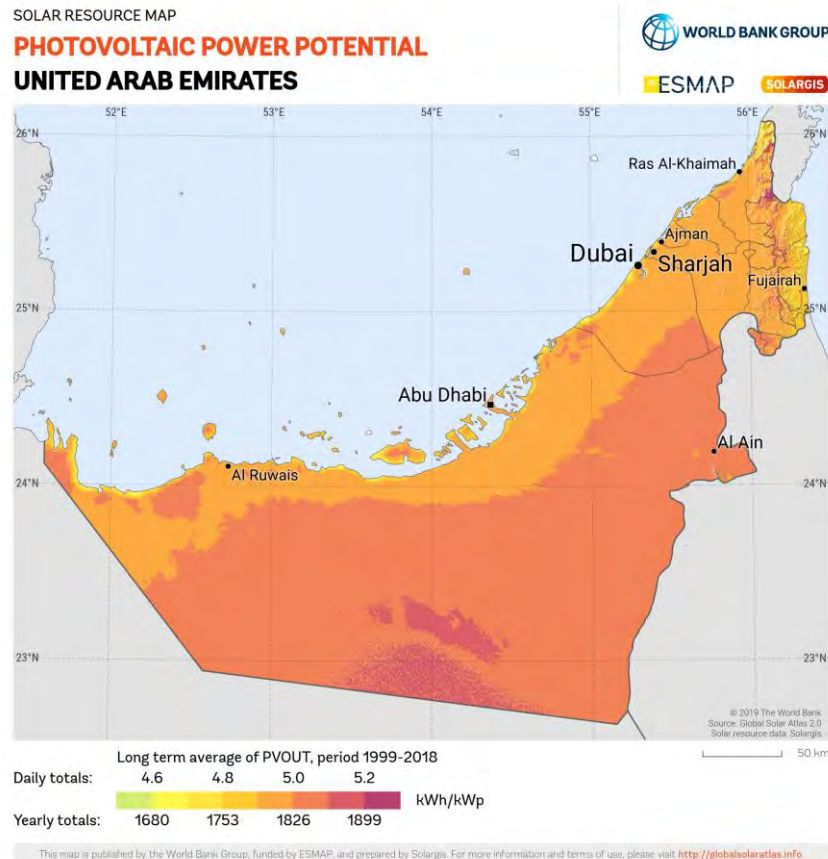 SOLAR RESOURCE MAP
PHOTOVOLTAIC POWER POTENTIAL
UNITED ARAB EMIRATES
WORLD BANK GROUP
ESMAP
SOLARGIS
52°E 53°E 54°E 55°E 56°E
26°N 26°N
Ras Al-Khaimah
Ajman
Dubai
Sharjah
Fujairah
25°N 25°N
Abu Dhabi
Al Ain
Al Ruwais
24°N 24°N
23°N 23°N
© 2019 The World Bank
Source: Global Solar Atlas 2.0
Solar resource data: Solargis
50 km
Long term average of PVOUT, period 1999-2018
Daily totals: 4.6 4.8 5.0 5.2
kWh/kWp
Yearly totals: 1680 1753 1826 1899
This map is published by the World Bank Group, funded by ESMAP, and prepared by Solargis. For more information and terms of use, please visit http://globalsolaratlas.info.